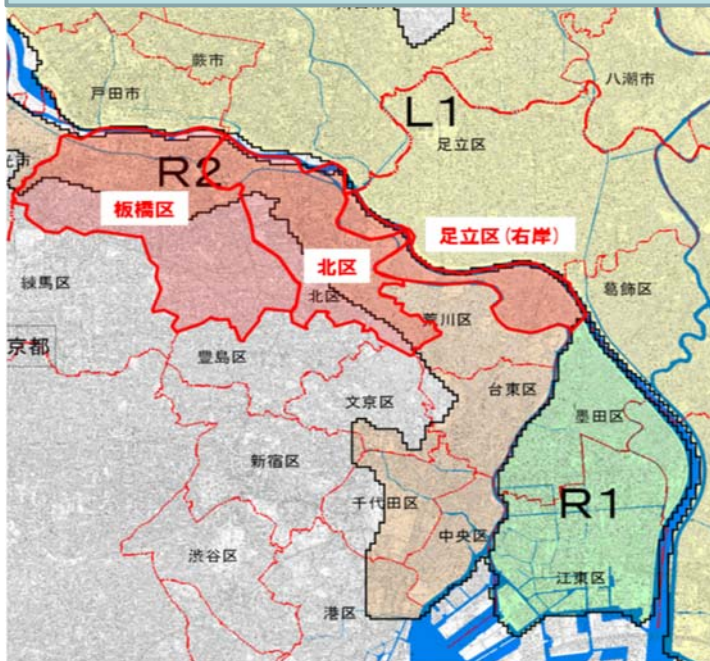 蕨市
戸田市
八潮市
L1
足立区
R2
板橋区
足立区(右岸)
北区
練馬区
北区
荒川区
葛飾区
京都
豊島区
台東区
文京区
墨田区
新宿区
千代田区
R1
中央区
渋谷区
江東区
港区